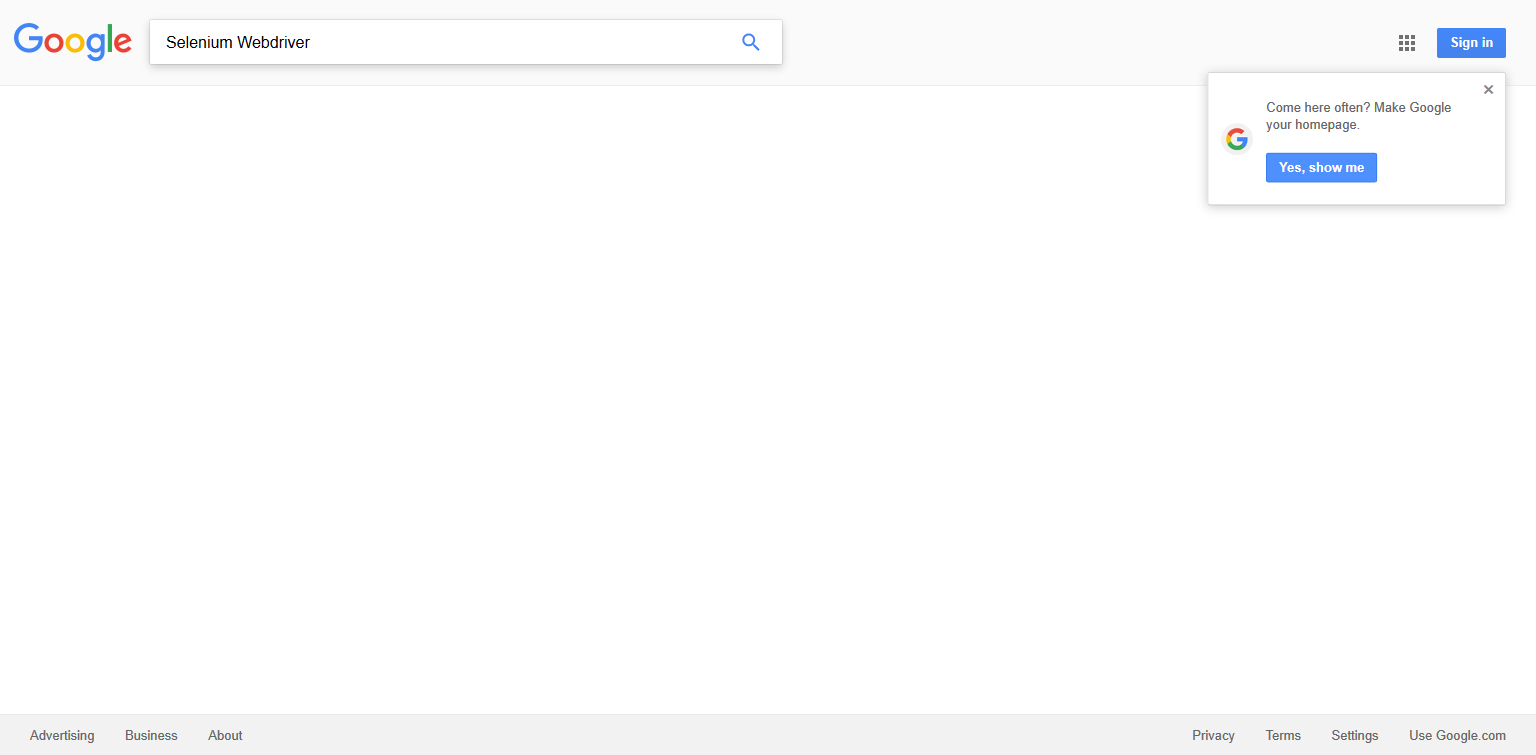 Google
Selenium Webdriver
Sign in
Come here often? Make Google
your homepage.
Yes, show me
Advertising Business About
Privacy Terms Settings Use Google.com